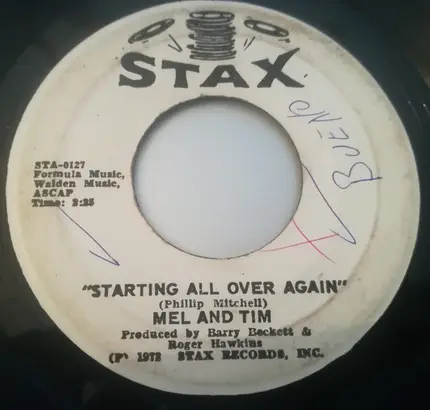 STAX
STA-0127
Formula Music,
Walden Music,
ASCAP
Time: 2:25
BUENO
"STARTING ALL OVER AGAIN"
(Phillip Mitchell)
MEL AND TIM
Produced by Barry Beckett &
Roger Hawkins
(P) 1972 STAX RECORDS, INC.